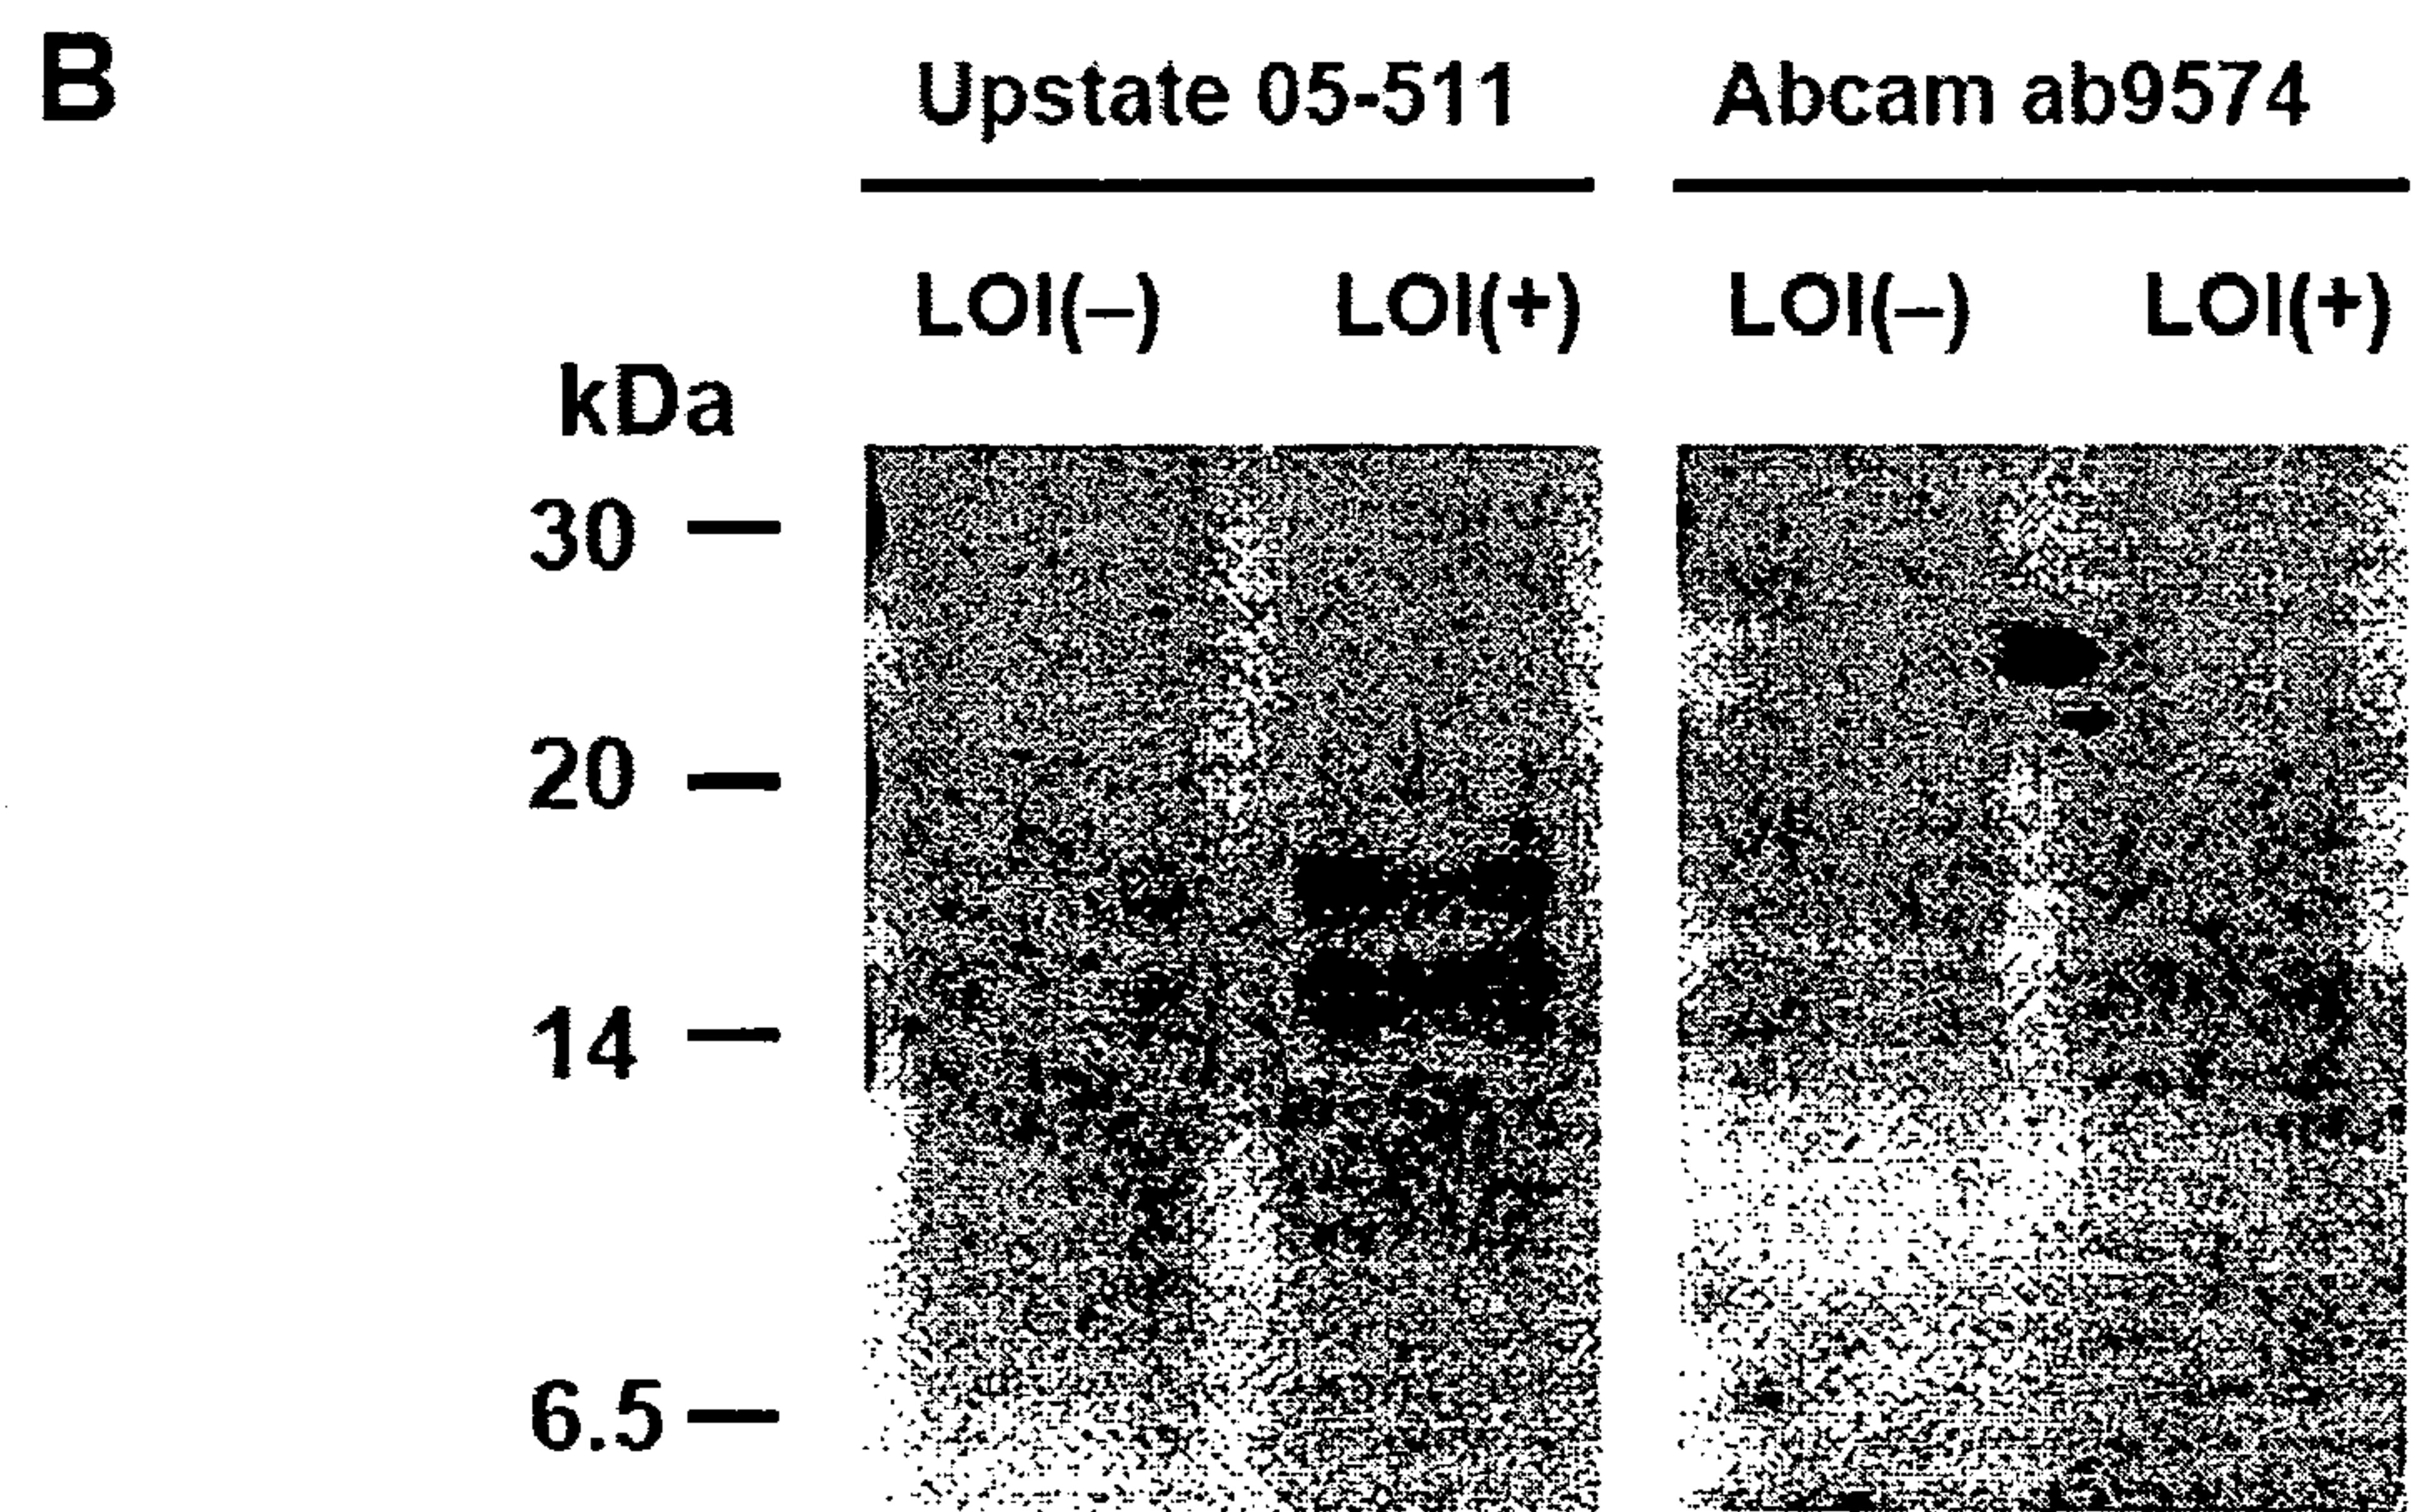 B
Upstate 05-511 Abcam ab9574
LOI(–) LOI(+) LOI(–) LOI(+)
kDa
30
20
14
6.5